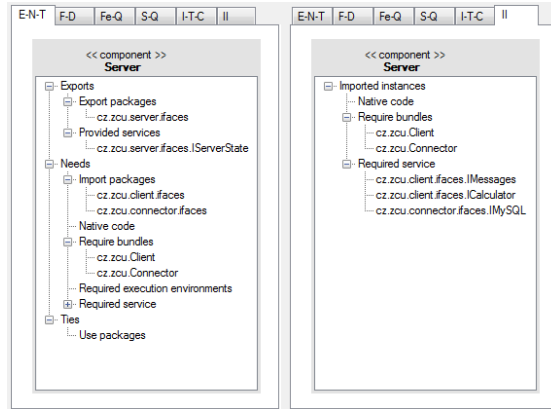 E-N-T F-D Fe-Q S-Q I-T-C II
<< component >>
Server
Exports
Export packages
cz.zcu.server.ifaces
Provided services
cz.zcu.server.ifaces.IServerState
Needs
Import packages
cz.zcu.client.ifaces
cz.zcu.connector.ifaces
Native code
Require bundles
cz.zcu.Client
cz.zcu.Connector
Required execution environments
Required service
Ties
Use packages
E-N-T F-D Fe-Q S-Q I-T-C II
<< component >>
Server
Imported instances
Native code
Require bundles
cz.zcu.Client
cz.zcu.Connector
Required service
cz.zcu.client.ifaces.IMessages
cz.zcu.client.ifaces.ICalculator
cz.zcu.connector.ifaces.IMySQL